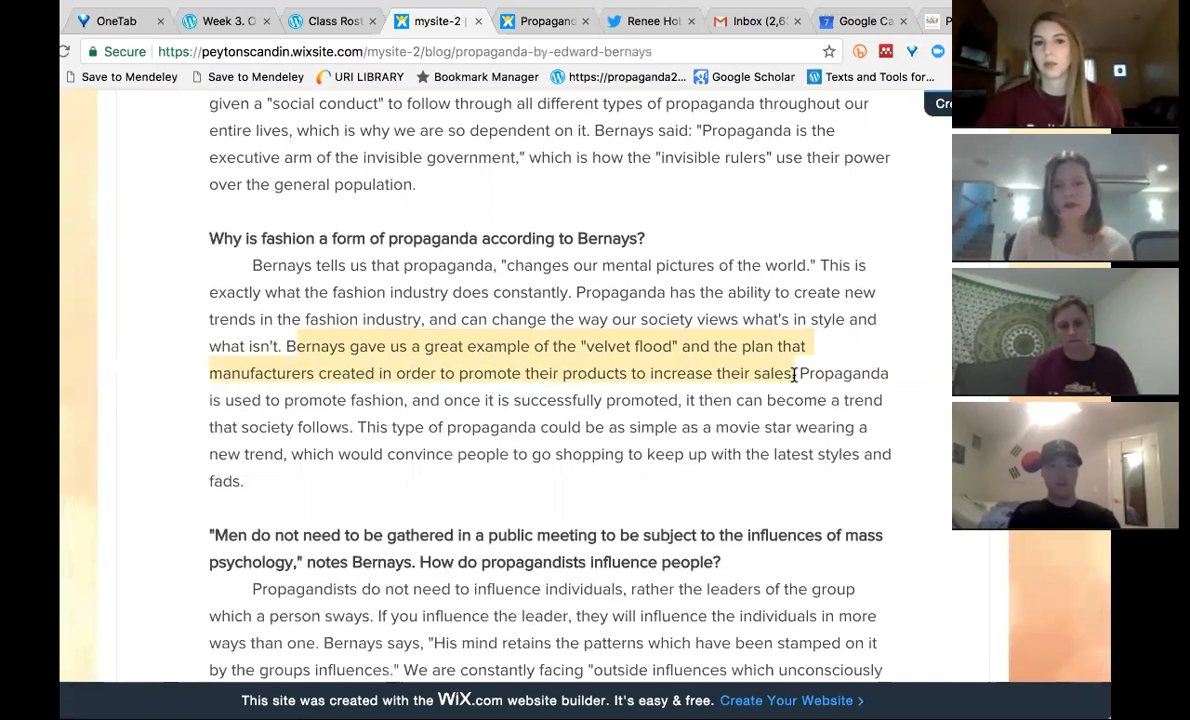 OneTab
Week 3. C
Class Rost
mysite-2 |
Propagand
Renee Hob
Inbox (2,6
Google Ca
Secure https://peytonscandin.wixsite.com/mysite-2/blog/propaganda-by-edward-bernays
Save to Mendeley
Save to Mendeley
URI LIBRARY
Bookmark Manager
https://propaganda2...
Google Scholar
Texts and Tools for...
given a "social conduct" to follow through all different types of propaganda throughout our
entire lives, which is why we are so dependent on it. Bernays said: "Propaganda is the
executive arm of the invisible government," which is how the "invisible rulers" use their power
over the general population.
Why is fashion a form of propaganda according to Bernays?
Bernays tells us that propaganda, "changes our mental pictures of the world." This is
exactly what the fashion industry does constantly. Propaganda has the ability to create new
trends in the fashion industry, and can change the way our society views what's in style and
what isn't. Bernays gave us a great example of the "velvet flood" and the plan that
manufacturers created in order to promote their products to increase their sales. Propaganda
is used to promote fashion, and once it is successfully promoted, it then can become a trend
that society follows. This type of propaganda could be as simple as a movie star wearing a
new trend, which would convince people to go shopping to keep up with the latest styles and
fads.
"Men do not need to be gathered in a public meeting to be subject to the influences of mass
psychology," notes Bernays. How do propagandists influence people?
Propagandists do not need to influence individuals, rather the leaders of the group
which a person sways. If you influence the leader, they will influence the individuals in more
ways than one. Bernays says, "His mind retains the patterns which have been stamped on it
by the groups influences." We are constantly facing "outside influences which unconsciously
This site was created with the WiX.com website builder. It's easy & free. Create Your Website >